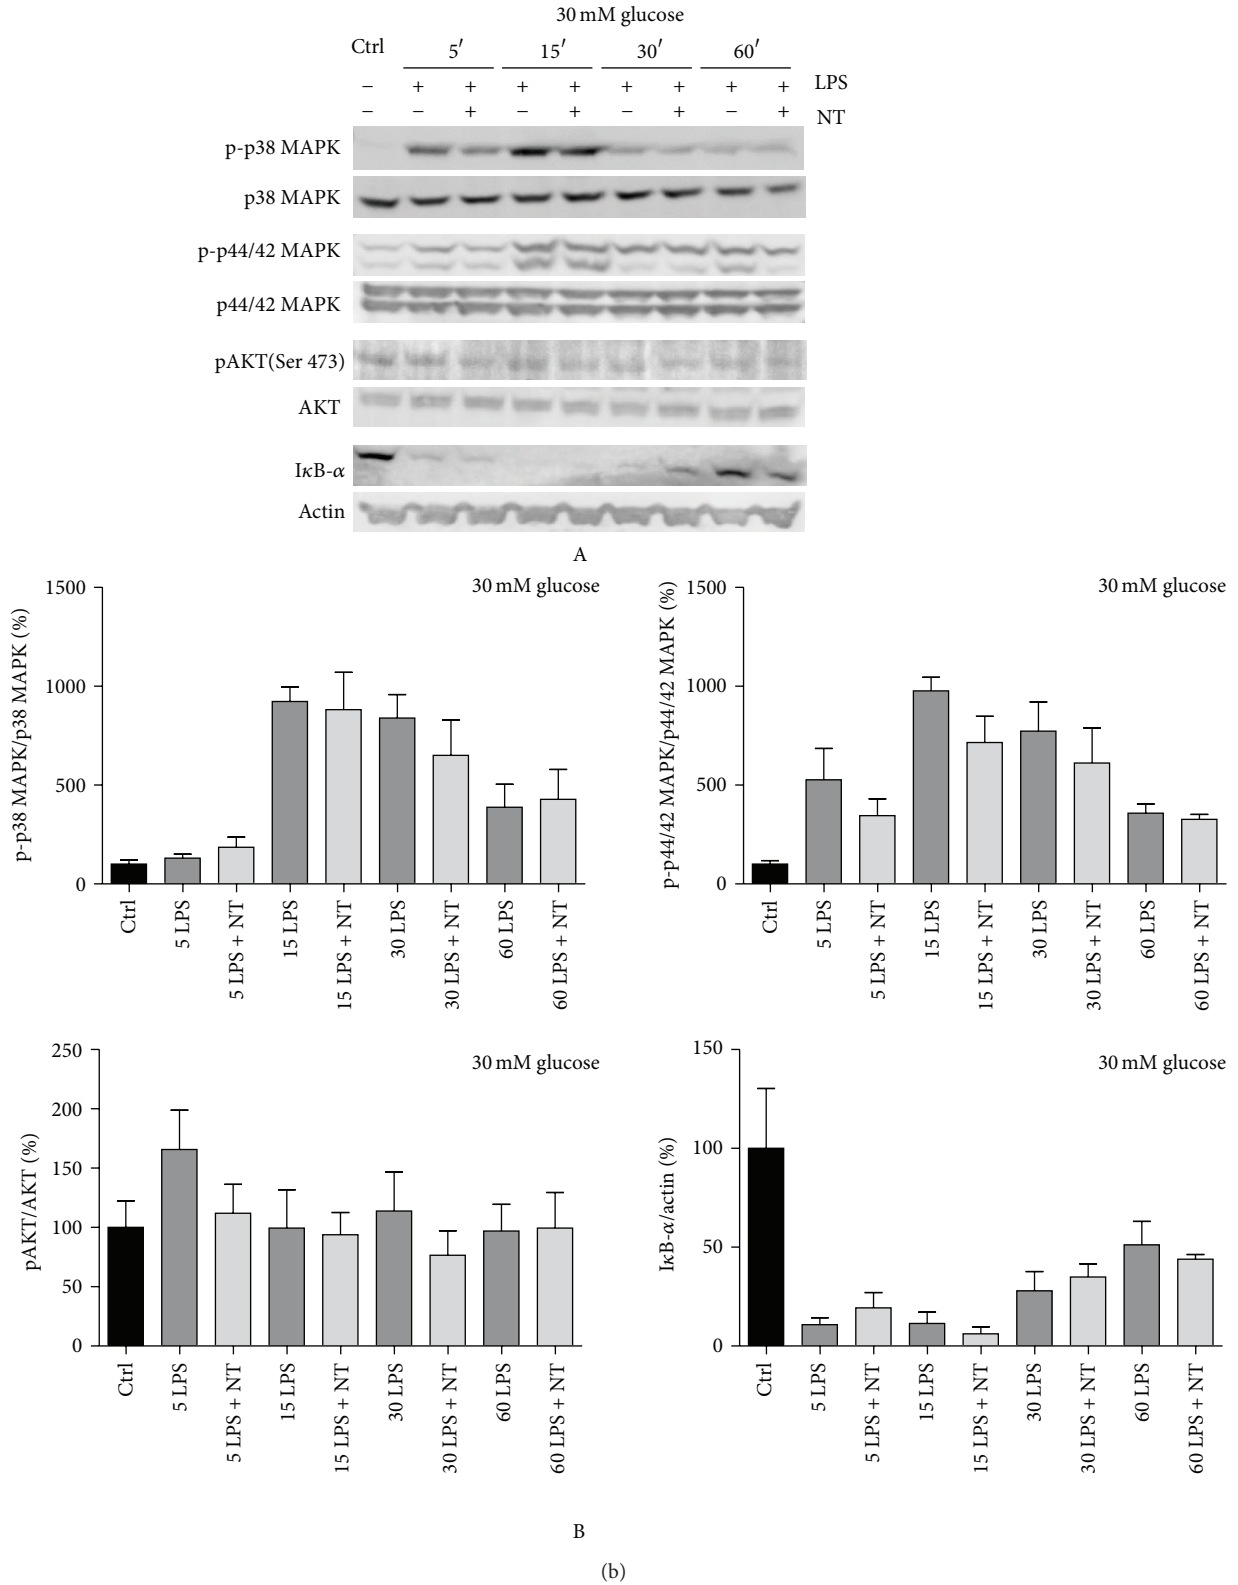 30 mM glucose
Ctrl 5′ 15′ 30′ 60′
− + + + + + + + + LPS
− − + − + − + − + NT
p-p38 MAPK
p38 MAPK
p-p44/42 MAPK
p44/42 MAPK
pAKT(Ser 473)
AKT
IκB-α
Actin
A
30 mM glucose
p-p38 MAPK/p38 MAPK (%)
1500
1000
500
0
Ctrl
5 LPS
5 LPS + NT
15 LPS
15 LPS + NT
30 LPS
30 LPS + NT
60 LPS
60 LPS + NT
30 mM glucose
p-p44/42 MAPK/p44/42 MAPK (%)
1500
1000
500
0
Ctrl
5 LPS
5 LPS + NT
15 LPS
15 LPS + NT
30 LPS
30 LPS + NT
60 LPS
60 LPS + NT
30 mM glucose
pAKT/AKT (%)
250
200
150
100
50
0
Ctrl
5 LPS
5 LPS + NT
15 LPS
15 LPS + NT
30 LPS
30 LPS + NT
60 LPS
60 LPS + NT
30 mM glucose
IκB-α/actin (%)
150
100
50
0
Ctrl
5 LPS
5 LPS + NT
15 LPS
15 LPS + NT
30 LPS
30 LPS + NT
60 LPS
60 LPS + NT
B
(b)